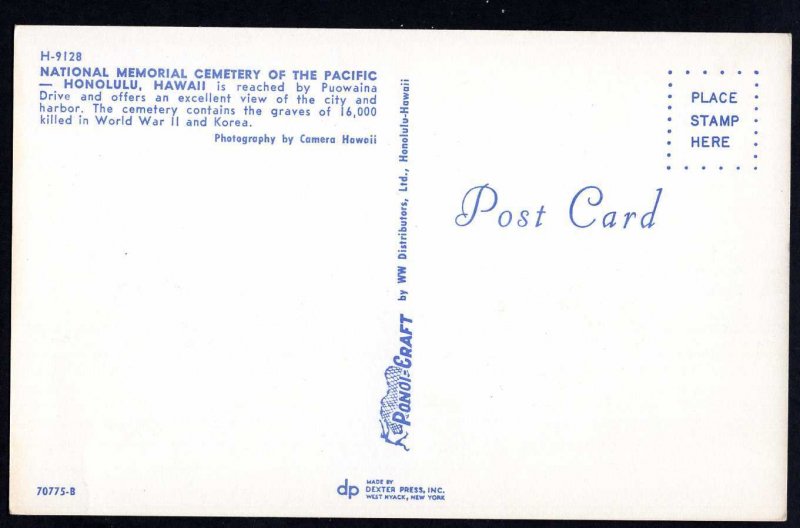 H-9128
NATIONAL MEMORIAL CEMETERY OF THE PACIFIC
— HONOLULU, HAWAII is reached by Puowaina
Drive and offers an excellent view of the city and
harbor. The cemetery contains the graves of 16,000
killed in World War II and Korea.
Photography by Camera Hawaii
PLACE
STAMP
HERE
Post Card
PONOI-CRAFT by WW Distributors, Ltd., Honolulu-Hawaii
70775-B
dp MADE BY
DEXTER PRESS, INC.
WEST NYACK, NEW YORK